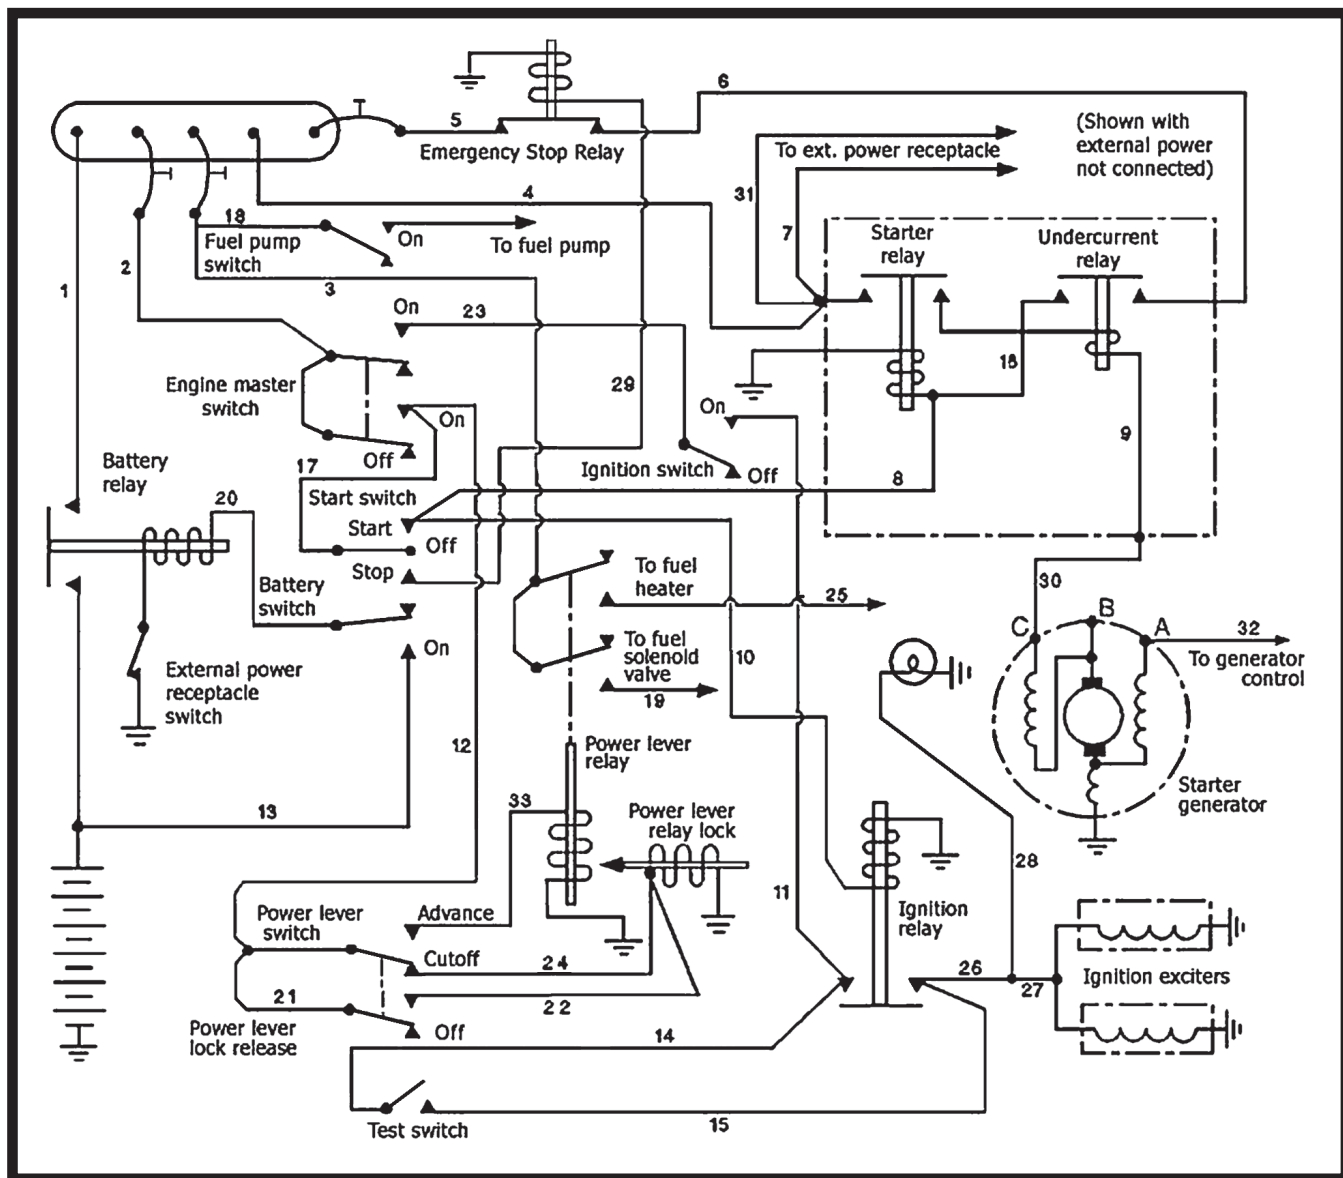 6
5
Emergency Stop Relay
(Shown with
external power
not connected)
To ext. power receptacle
4
31
18
Fuel pump
switch
On
To fuel pump
7
Starter
relay
Undercurrent
relay
2
3
1
On
23
16
Engine master
switch
29
On
On
Off
9
Battery
relay
17
Ignition switch
Off
8
20
Start switch
Start
Off
Stop
Battery
switch
To fuel
heater
25
30
C
B
A
32
To generator
control
On
To fuel
solenoid
valve
10
19
External power
receptacle
switch
12
Power lever
relay
Starter
generator
13
33
Power lever
relay lock
28
11
Power lever
switch
Advance
Ignition
relay
Cutoff
24
26
27
Ignition exciters
21
22
Power lever
lock release
Off
14
Test switch
15